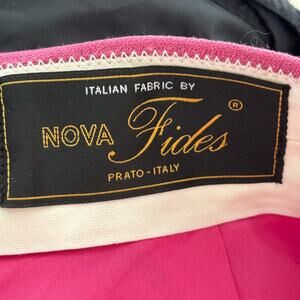 ITALIAN FABRIC BY
NOVA Fides ®
PRATO-ITALY